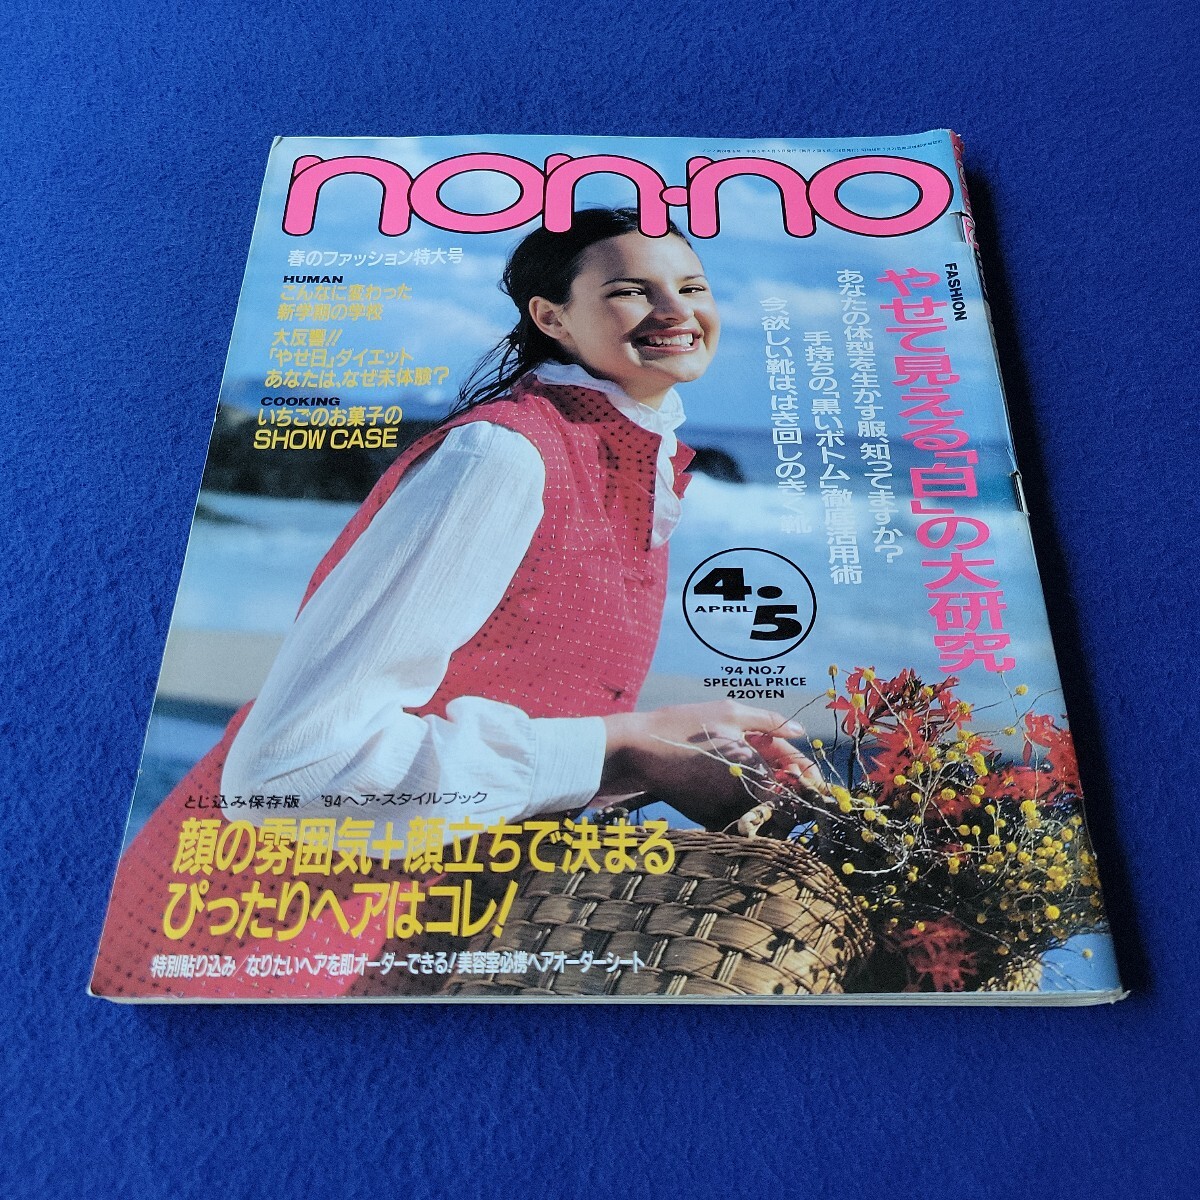 non·no
春のファッション特大号
HUMAN
こんなに変わった
新学期の学校
大反響!!
「やせ日」ダイエット
あなたは、なぜ未体験?
COOKING
いちごのお菓子の
SHOW CASE
FASHION
やせて見える「白」の大研究
あなたの体型を生かす服、知ってますか?
手持ちの「黒いボトム」徹底活用術
今、欲しい靴は、はき回しのきく靴
4・5
APRIL
'94 NO.7
SPECIAL PRICE
420YEN
とじ込み保存版/'94ヘア・スタイルブック
顔の雰囲気+顔立ちで決まる
ぴったりヘアはコレ!
特別貼り込み/なりたいヘアを即オーダーできる!美容室必携ヘアオーダーシート